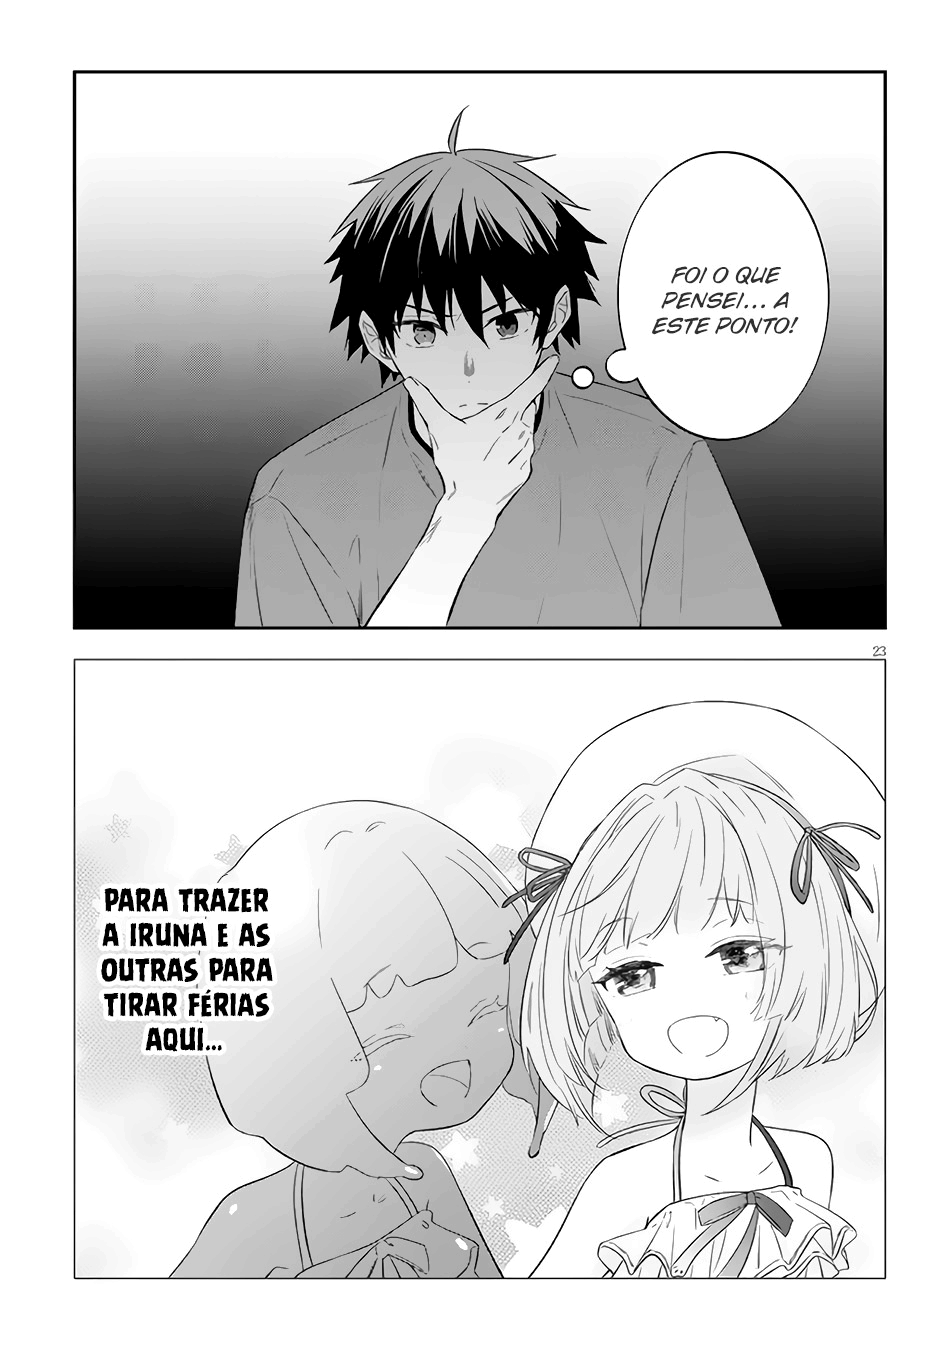 FOI O QUE
PENSEI... A
ESTE PONTO!
23
PARA TRAZER
A IRUNA E AS
OUTRAS PARA
TIRAR FÉRIAS
AQUI...